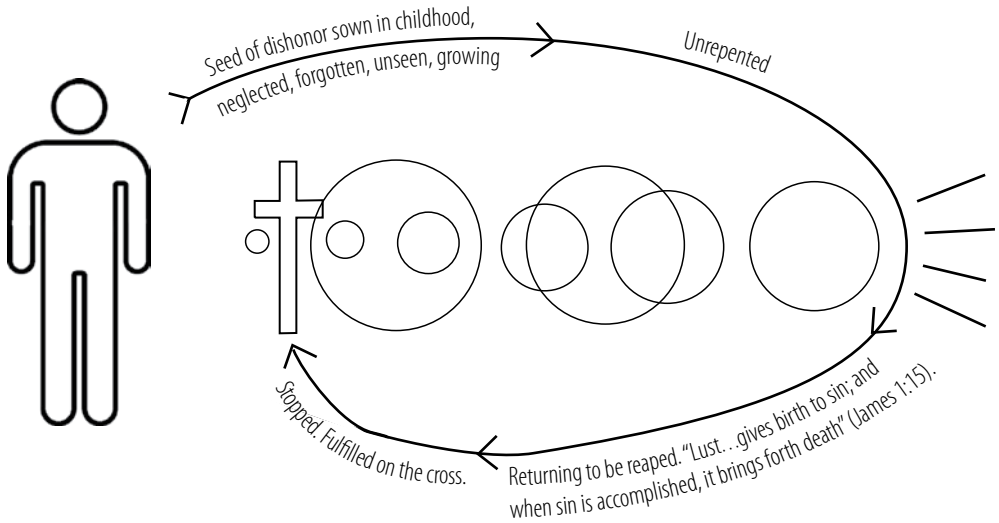 Seed of dishonor sown in childhood,
neglected, forgotten, unseen, growing
Unrepented
Returning to be reaped. “Lust…gives birth to sin; and
when sin is accomplished, it brings forth death” (James 1:15).
Stopped. Fulfilled on the cross.